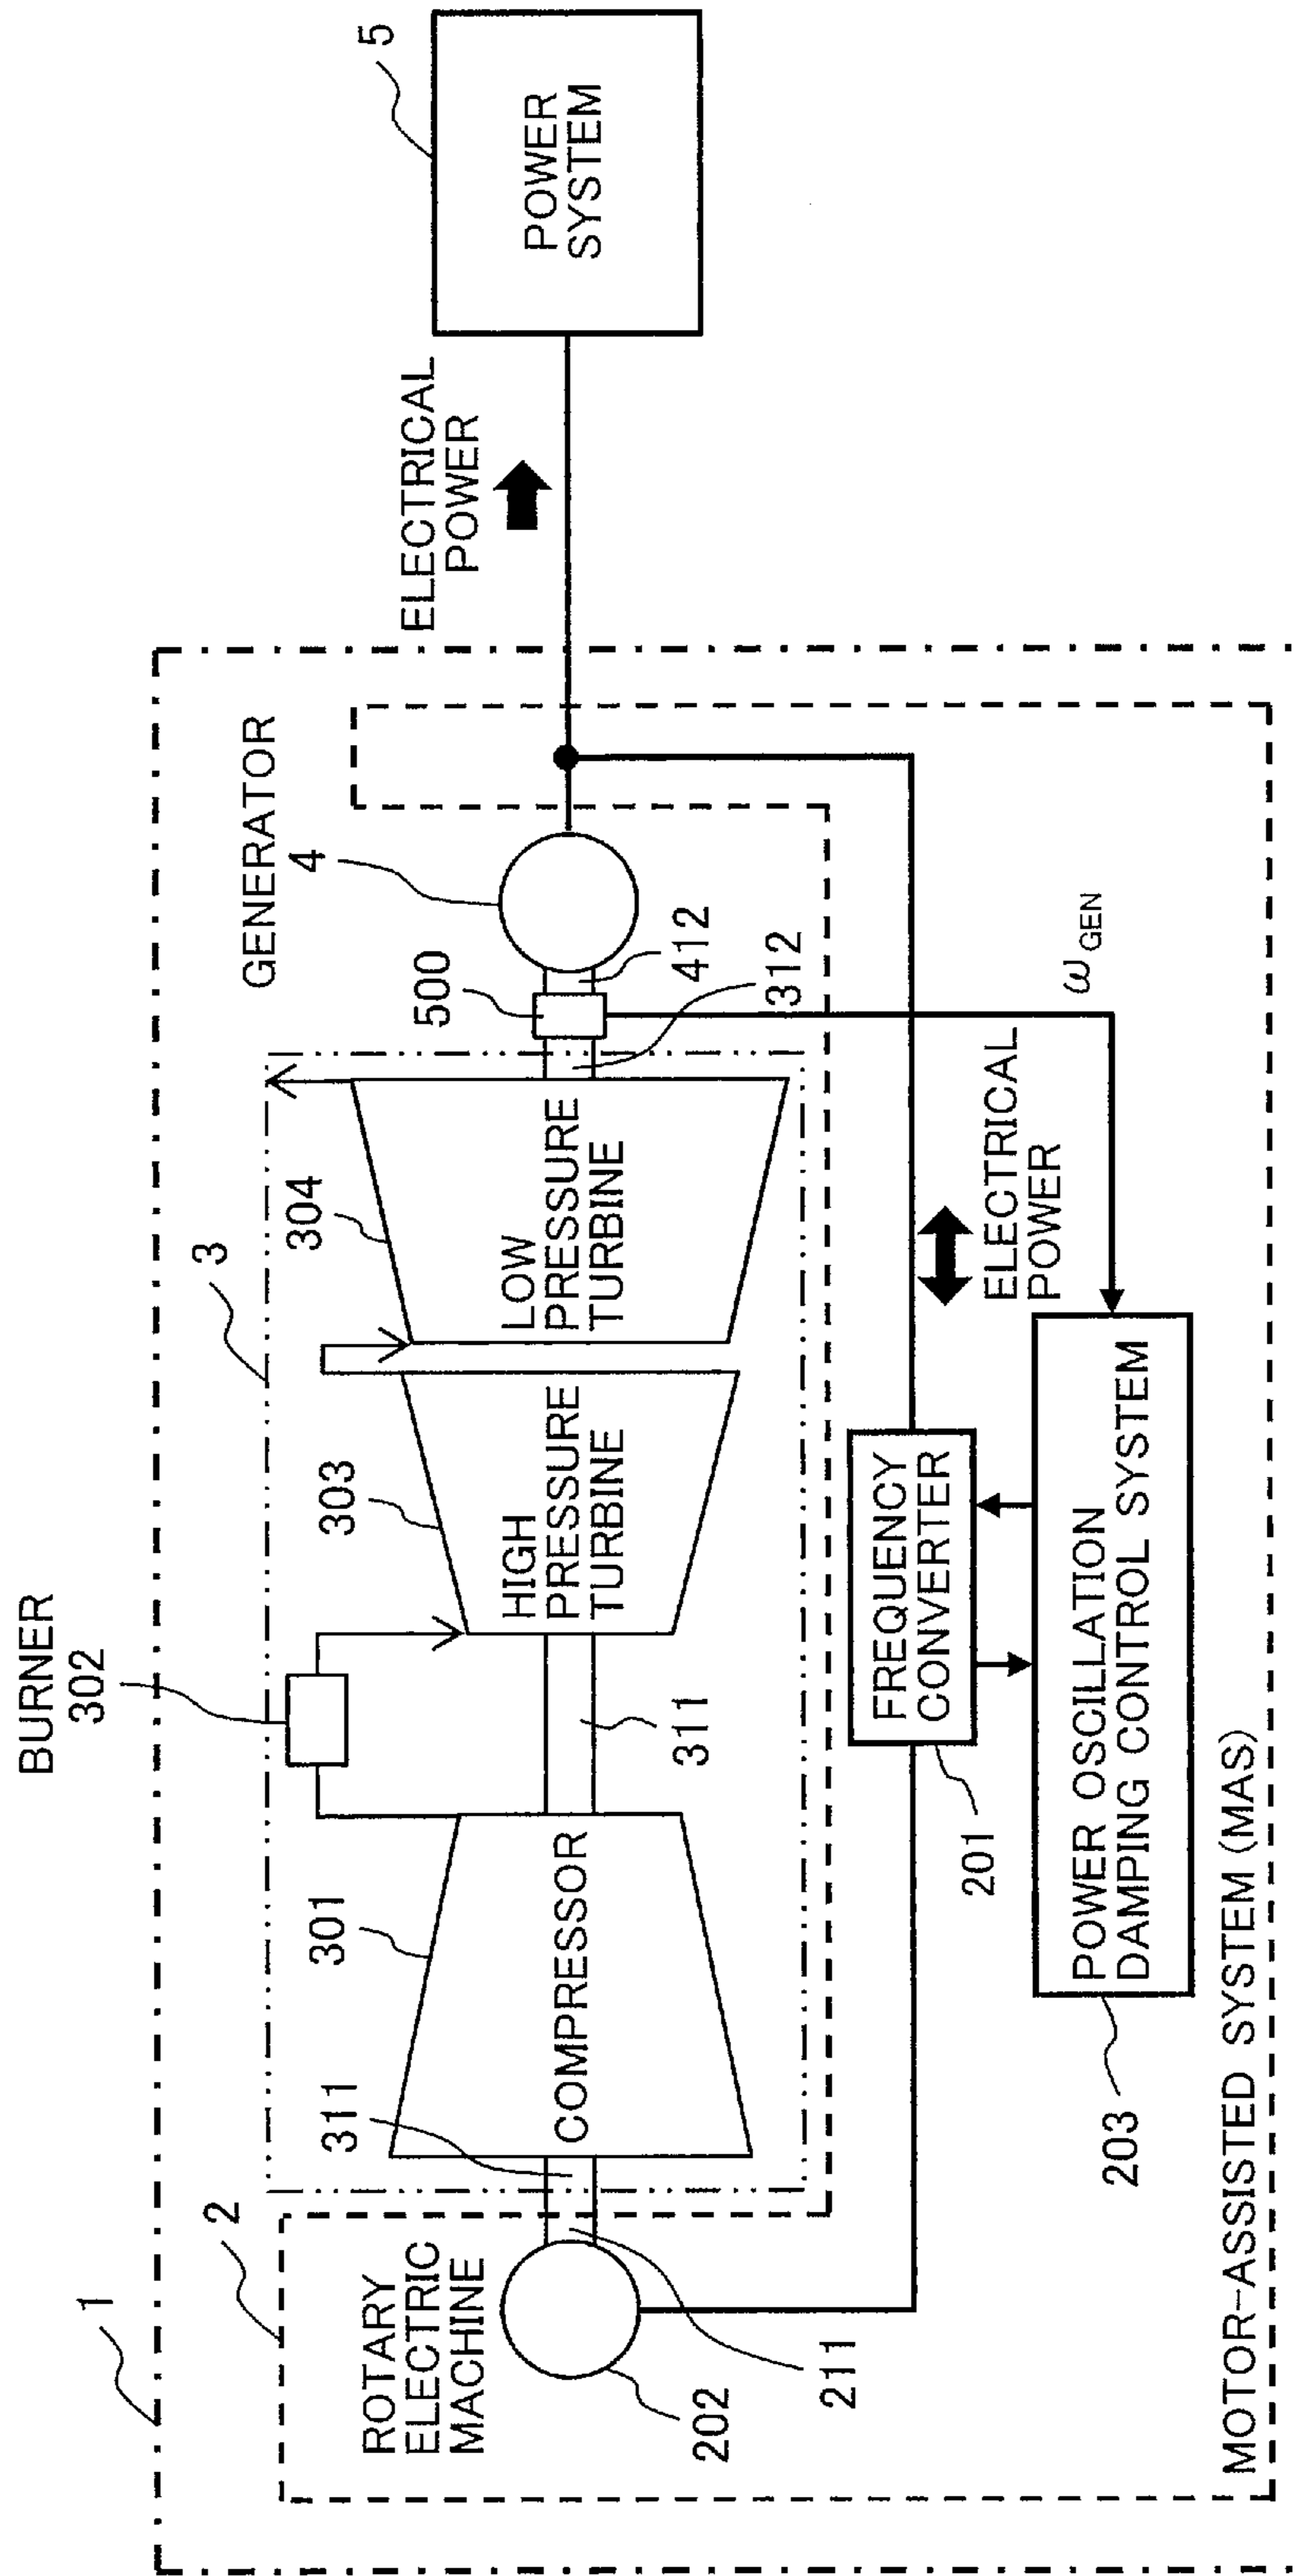 1
2
ROTARY
ELECTRIC
MACHINE
202
211
311
301
COMPRESSOR
BURNER
302
311
3
303
HIGH
PRESSURE
TURBINE
304
LOW
PRESSURE
TURBINE
312
500
412
GENERATOR
4
ELECTRICAL
POWER
5
POWER
SYSTEM
FREQUENCY
CONVERTER
201
ELECTRICAL
POWER
ωGEN
POWER OSCILLATION
DAMPING CONTROL SYSTEM
203
MOTOR-ASSISTED SYSTEM (MAS)